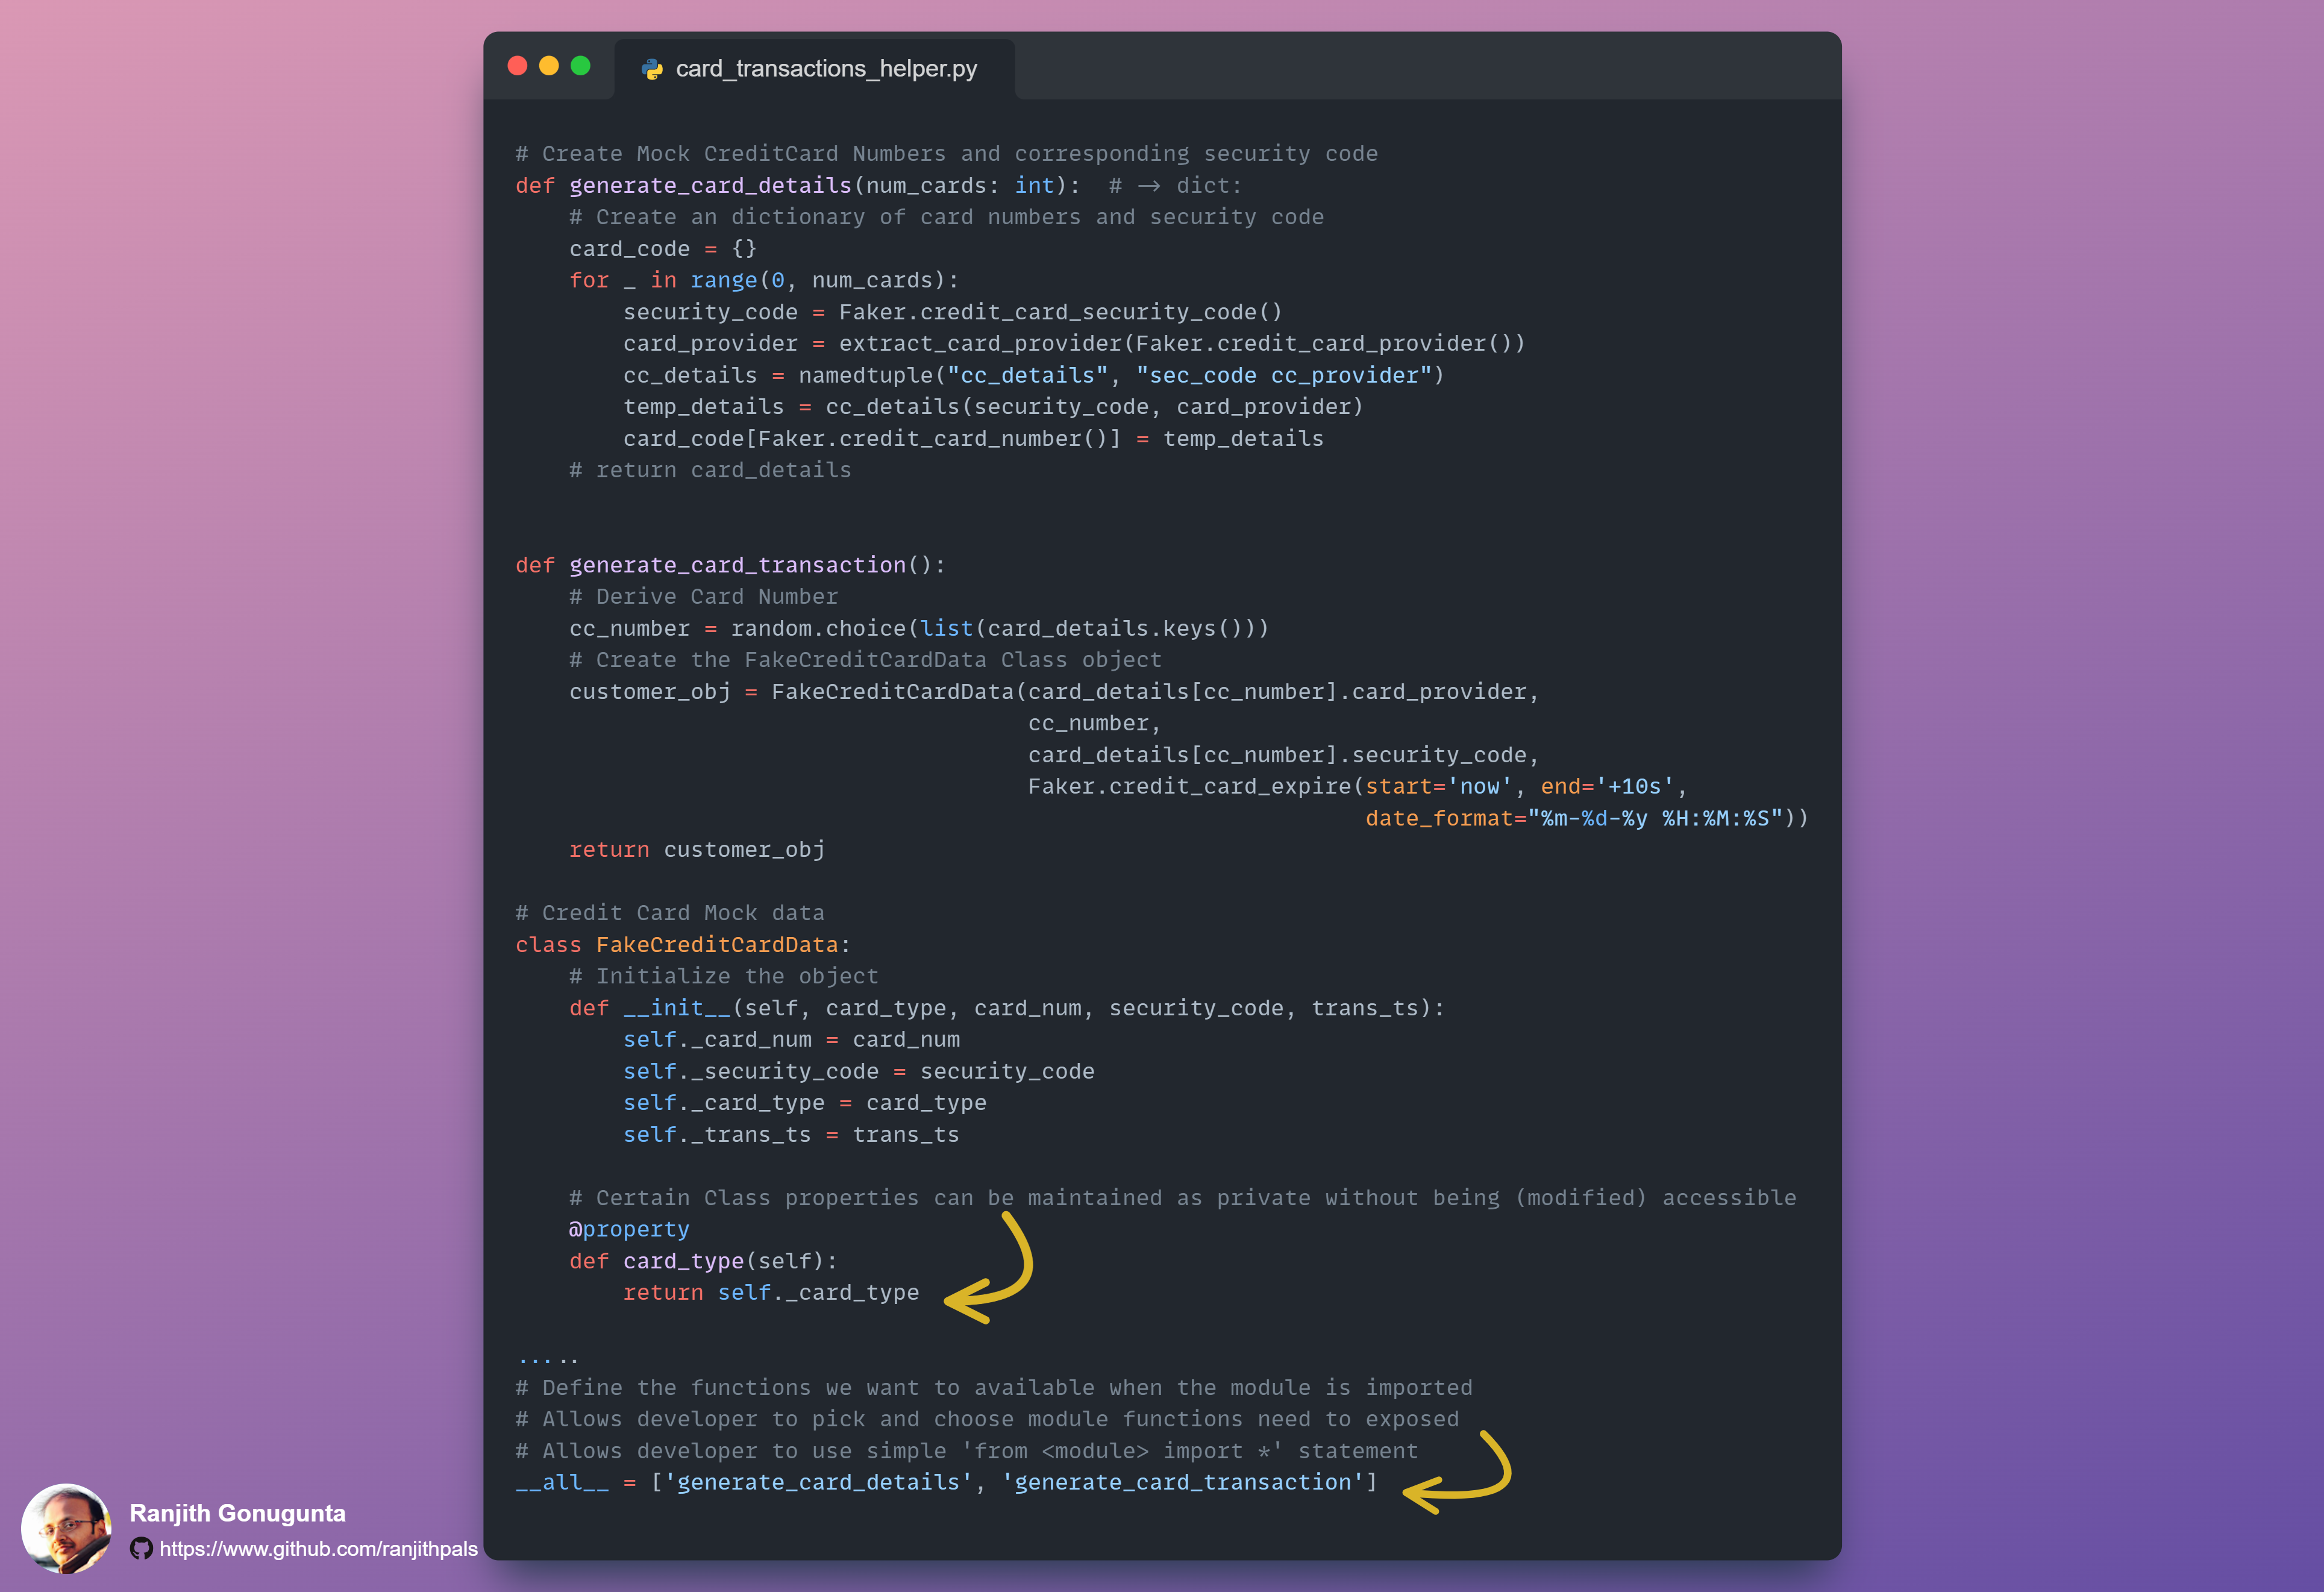 card_transactions_helper.py
# Create Mock CreditCard Numbers and corresponding security code
def generate_card_details(num_cards: int):  # -> dict:
    # Create an dictionary of card numbers and security code
    card_code = {}
    for _ in range(0, num_cards):
        security_code = Faker.credit_card_security_code()
        card_provider = extract_card_provider(Faker.credit_card_provider())
        cc_details = namedtuple("cc_details", "sec_code cc_provider")
        temp_details = cc_details(security_code, card_provider)
        card_code[Faker.credit_card_number()] = temp_details
    # return card_details
def generate_card_transaction():
    # Derive Card Number
    cc_number = random.choice(list(card_details.keys()))
    # Create the FakeCreditCardData Class object
    customer_obj = FakeCreditCardData(card_details[cc_number].card_provider,
                                      cc_number,
                                      card_details[cc_number].security_code,
                                      Faker.credit_card_expire(start='now', end='+10s',
                                                               date_format="%m-%d-%y %H:%M:%S"))
    return customer_obj
# Credit Card Mock data
class FakeCreditCardData:
    # Initialize the object
    def __init__(self, card_type, card_num, security_code, trans_ts):
        self._card_num = card_num
        self._security_code = security_code
        self._card_type = card_type
        self._trans_ts = trans_ts
    # Certain Class properties can be maintained as private without being (modified) accessible
    @property
    def card_type(self):
        return self._card_type
.....
# Define the functions we want to available when the module is imported
# Allows developer to pick and choose module functions need to exposed
# Allows developer to use simple 'from <module> import *' statement
__all__ = ['generate_card_details', 'generate_card_transaction']
Ranjith Gonugunta
https://www.github.com/ranjithpals